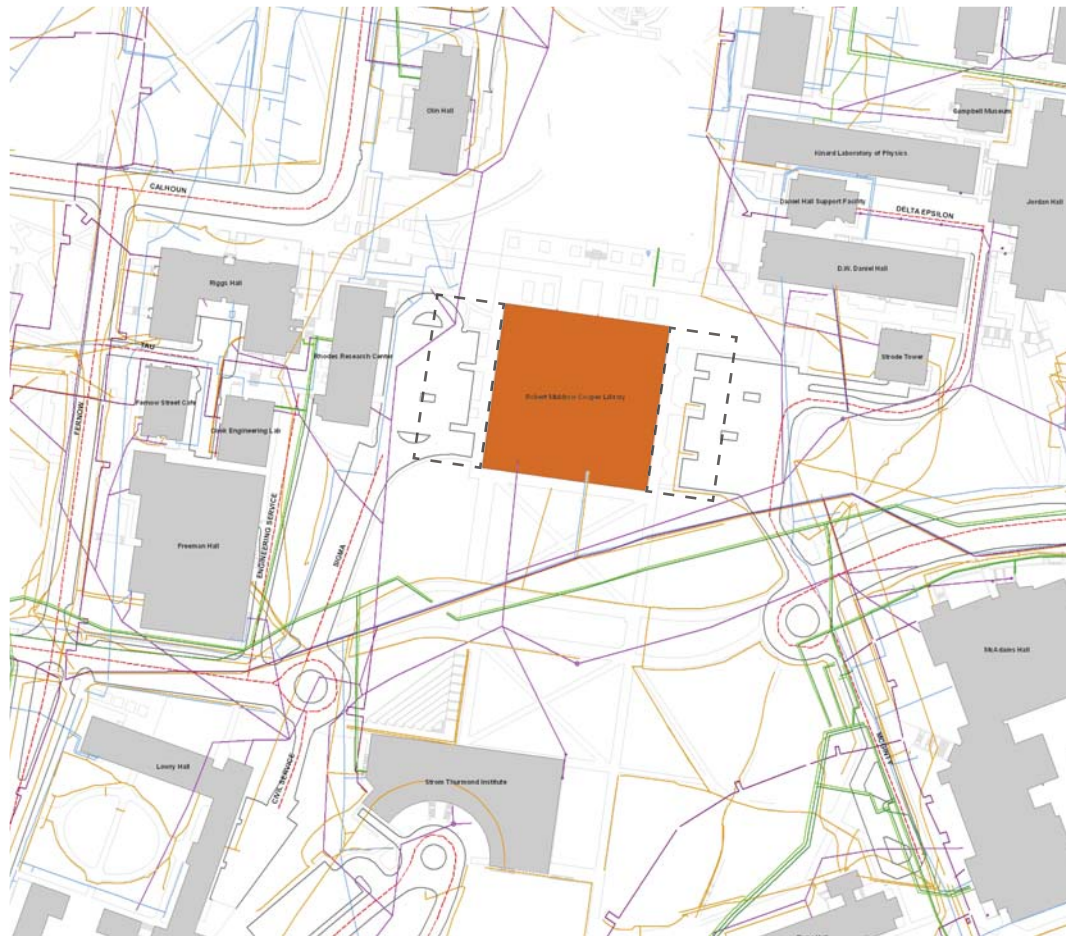 Olin Hall
Campbell Museum
Kinard Laboratory of Physics
CALHOUN
Daniel Hall Support Facility
Jordan Hall
DELTA EPSILON
D.W. Daniel Hall
Riggs Hall
TAU
Rhodes Research Center
Strode Tower
Fernow Street Cafe
Robert Muldrow Cooper Library
FERNOW
Cook Engineering Lab
ENGINEERING SERVICE
SIGMA
Freeman Hall
McAdams Hall
MCGINTY
Lowry Hall
CIVIL SERVICE
Strom Thurmond Institute